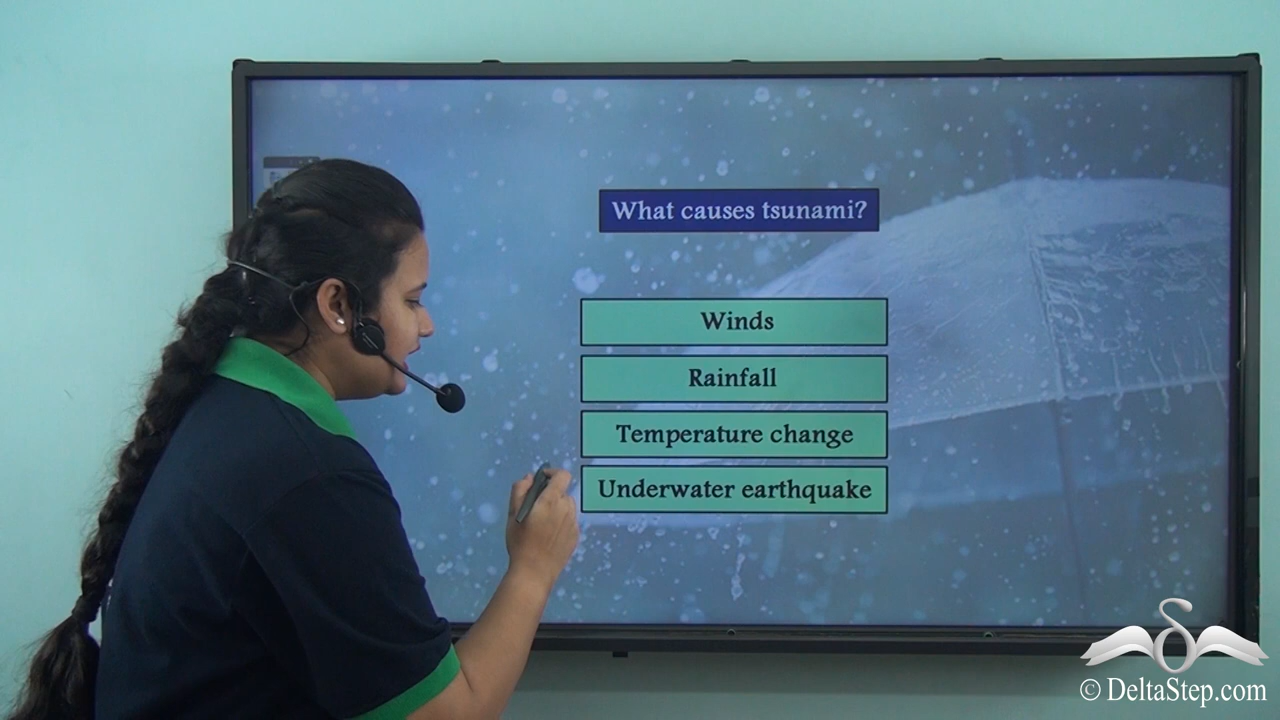 What causes tsunami?
Winds
Rainfall
Temperature change
Underwater earthquake
© DeltaStep.com